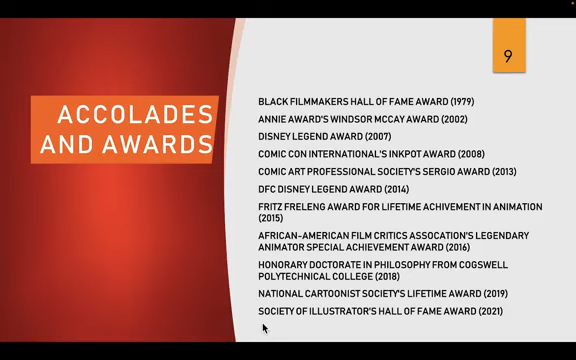 9
ACCOLADES
AND AWARDS
BLACK FILMMAKERS HALL OF FAME AWARD (1979)
ANNIE AWARD'S WINDSOR MCCAY AWARD (2002)
DISNEY LEGEND AWARD (2007)
COMIC CON INTERNATIONAL'S INKPOT AWARD (2008)
COMIC ART PROFESSIONAL SOCIETY'S SERGIO AWARD (2013)
DFC DISNEY LEGEND AWARD (2014)
FRITZ FRELENG AWARD FOR LIFETIME ACHIVEMENT IN ANIMATION
(2015)
AFRICAN-AMERICAN FILM CRITICS ASSOCATION'S LEGENDARY
ANIMATOR SPECIAL ACHIEVEMENT AWARD (2016)
HONORARY DOCTORATE IN PHILOSOPHY FROM COGSWELL
POLYTECHNICAL COLLEGE (2018)
NATIONAL CARTOONIST SOCIETY'S LIFETIME AWARD (2019)
SOCIETY OF ILLUSTRATOR'S HALL OF FAME AWARD (2021)